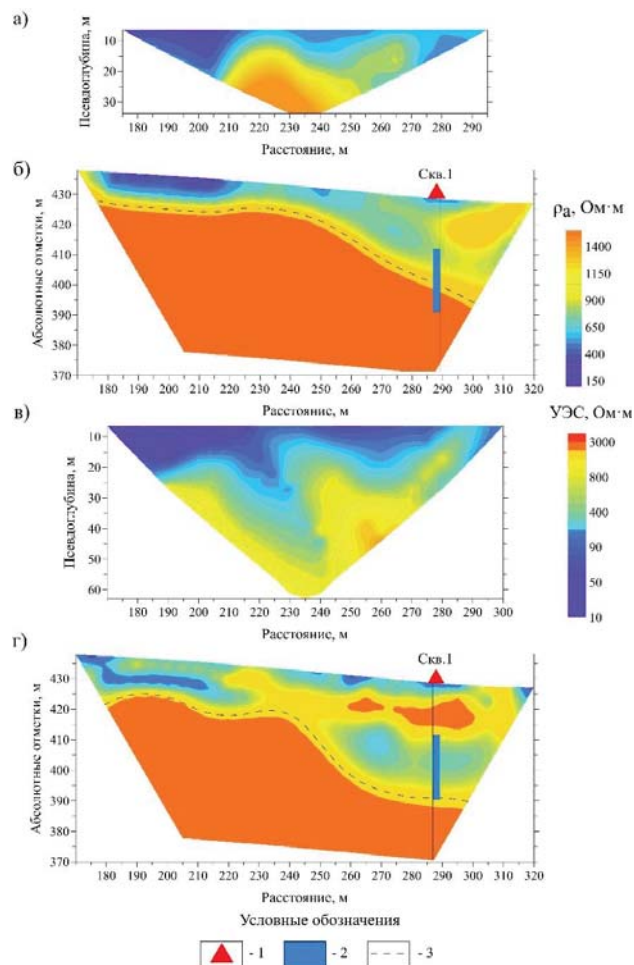 а)
Псевдоглубина, м
10
20
30
180 190 200 210 220 230 240 250 260 270 280 290
Расстояние, м
б)
Скв.1
Абсолютные отметки, м
430
420
410
400
390
380
370
180 190 200 210 220 230 240 250 260 270 280 290 300 310 320
Расстояние, м
ρa, Ом·м
1400
1150
900
650
400
150
в)
Псевдоглубина, м
10
20
30
40
50
60
180 190 200 210 220 230 240 250 260 270 280 290 300
Расстояние, м
УЭС, Ом·м
3000
800
400
90
50
10
г)
Скв.1
Абсолютные отметки, м
430
420
410
400
390
380
370
170 180 190 200 210 220 230 240 250 260 270 280 290 300 310 320
Расстояние, м
Условные обозначения
- 1 - 2 - 3